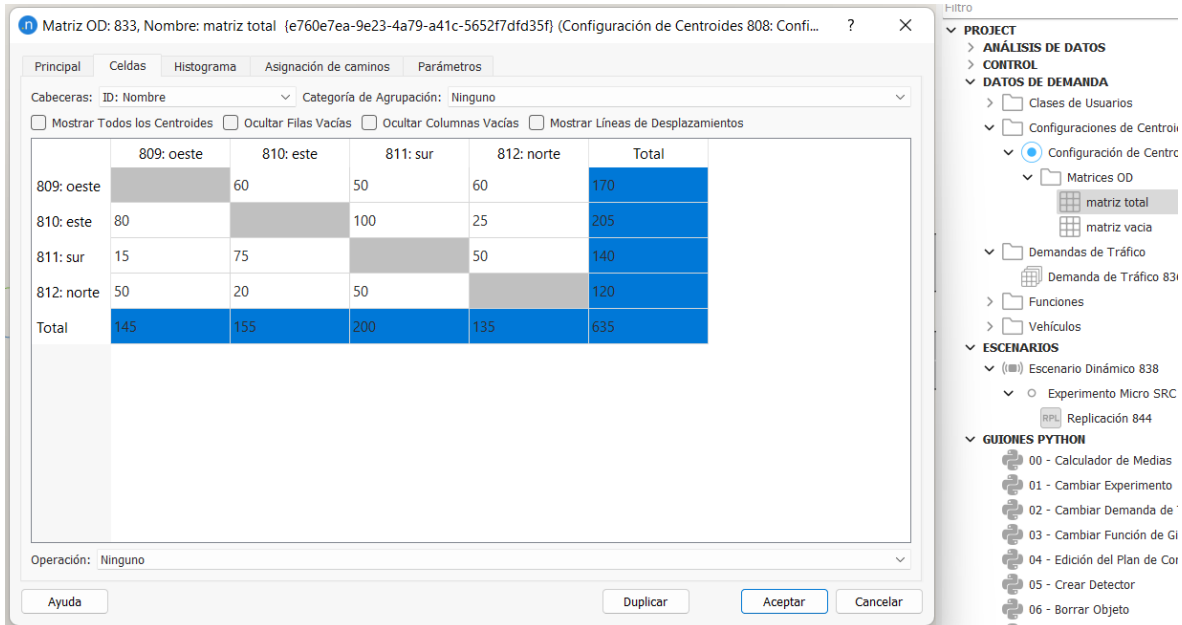 Matriz OD: 833, Nombre: matriz total {e760e7ea-9e23-4a79-a41c-5652f7dfd35f} (Configuración de Centroides 808: Confi... ? ×
Principal Celdas Histograma Asignación de caminos Parámetros
Cabeceras: ID: Nombre Categoría de Agrupación: Ninguno
Mostrar Todos los Centroides Ocultar Filas Vacías Ocultar Columnas Vacías Mostrar Líneas de Desplazamientos
809: oeste 810: este 811: sur 812: norte Total
809: oeste 60 50 60 170
810: este 80 100 25 205
811: sur 15 75 50 140
812: norte 50 20 50 120
Total 145 155 200 135 635
Operación: Ninguno
Ayuda Duplicar Aceptar Cancelar
Filtro
PROJECT
ANÁLISIS DE DATOS
CONTROL
DATOS DE DEMANDA
Clases de Usuarios
Configuraciones de Centroi
Configuración de Centro
Matrices OD
matriz total
matriz vacia
Demandas de Tráfico
Demanda de Tráfico 836
Funciones
Vehículos
ESCENARIOS
Escenario Dinámico 838
Experimento Micro SRC
RPL Replicación 844
GUIONES PYTHON
00 - Calculador de Medias
01 - Cambiar Experimento
02 - Cambiar Demanda de
03 - Cambiar Función de Gi
04 - Edición del Plan de Con
05 - Crear Detector
06 - Borrar Objeto